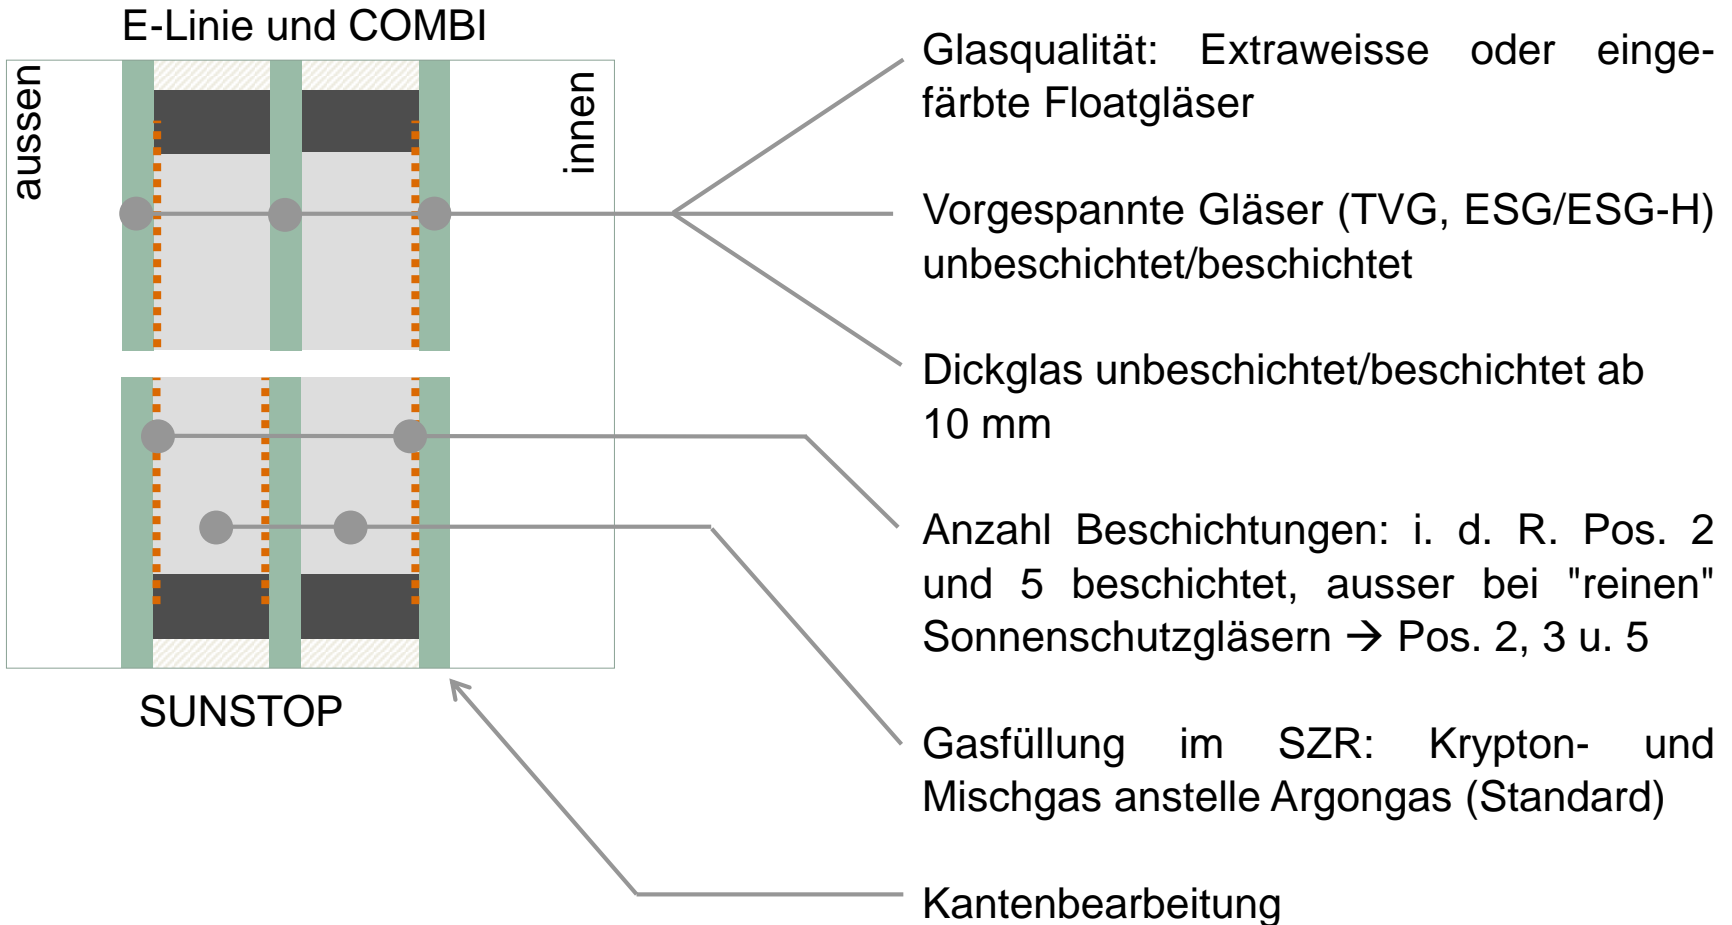 E-Linie und COMBI
aussen
innen
SUNSTOP
Glasqualität: Extraweisse oder einge-
färbte Floatgläser
Vorgespannte Gläser (TVG, ESG/ESG-H)
unbeschichtet/beschichtet
Dickglas unbeschichtet/beschichtet ab
10 mm
Anzahl Beschichtungen: i. d. R. Pos. 2
und 5 beschichtet, ausser bei "reinen"
Sonnenschutzgläsern → Pos. 2, 3 u. 5
Gasfüllung im SZR: Krypton- und
Mischgas anstelle Argongas (Standard)
Kantenbearbeitung